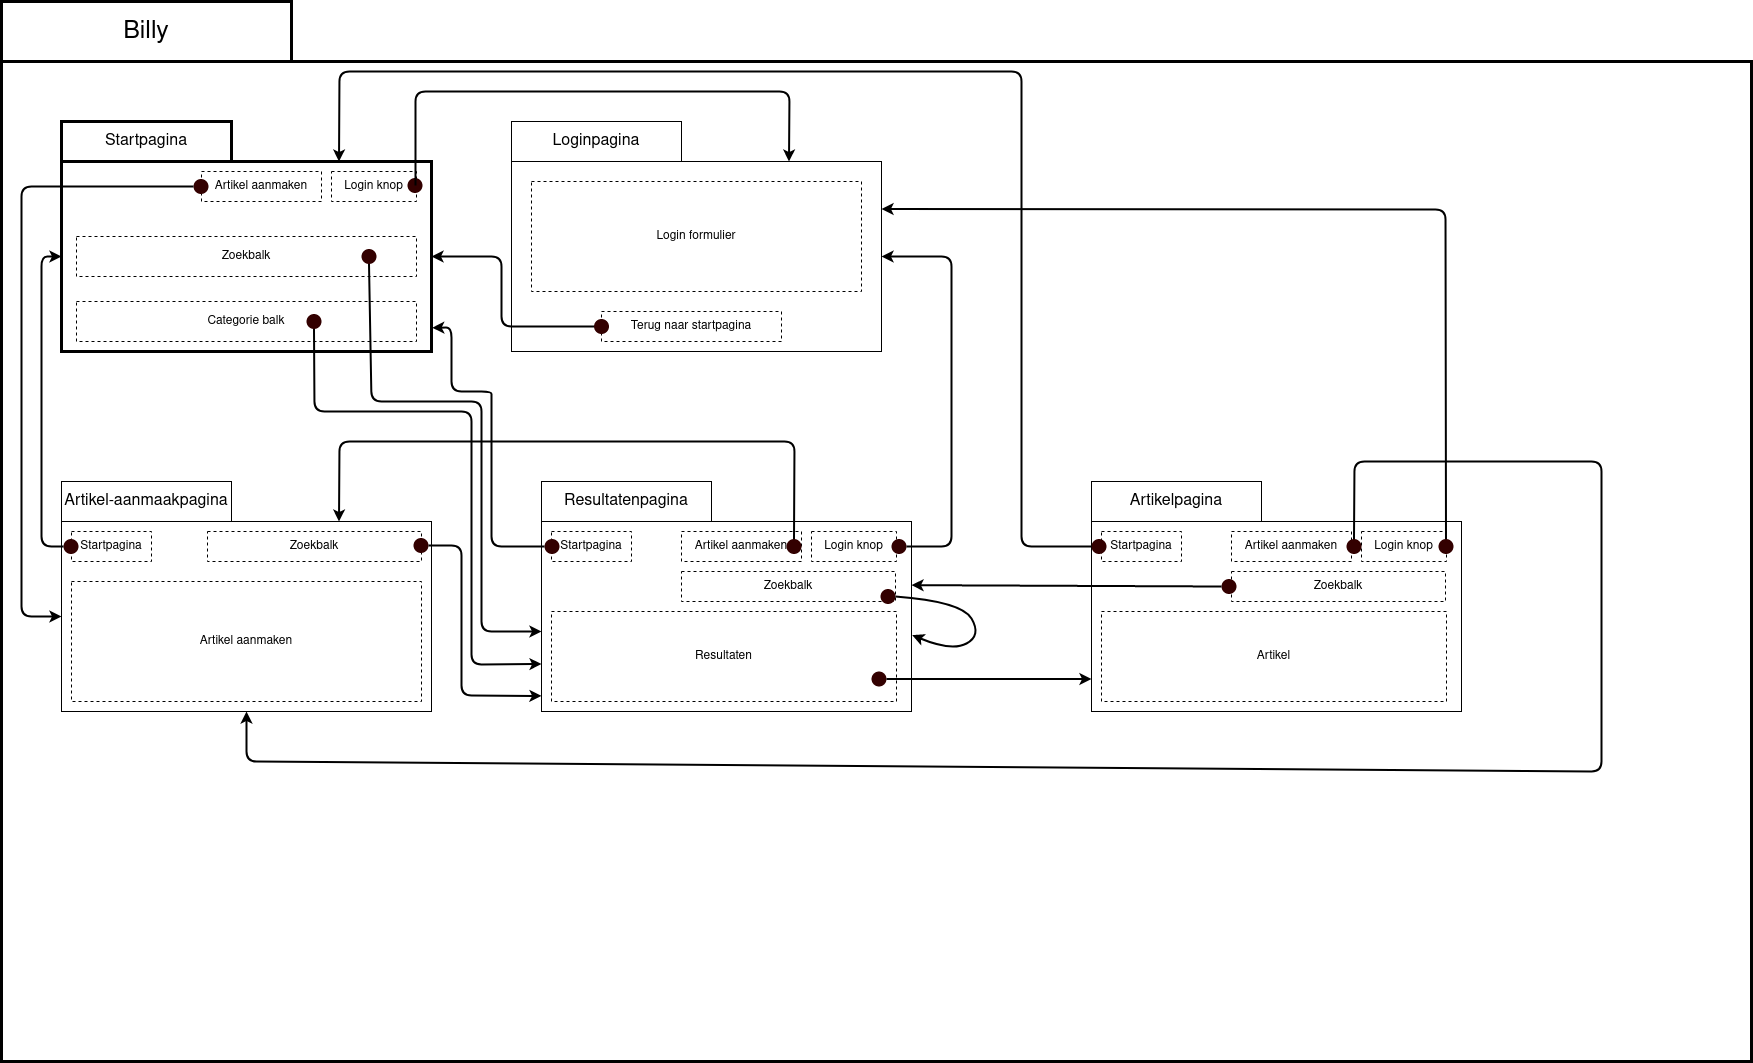 Billy
Startpagina
Artikel aanmaken
Login knop
Zoekbalk
Categorie balk
Loginpagina
Login formulier
Terug naar startpagina
Artikel-aanmaakpagina
Startpagina
Zoekbalk
Artikel aanmaken
Resultatenpagina
Startpagina
Artikel aanmaken
Login knop
Zoekbalk
Resultaten
Artikelpagina
Startpagina
Artikel aanmaken
Login knop
Zoekbalk
Artikel